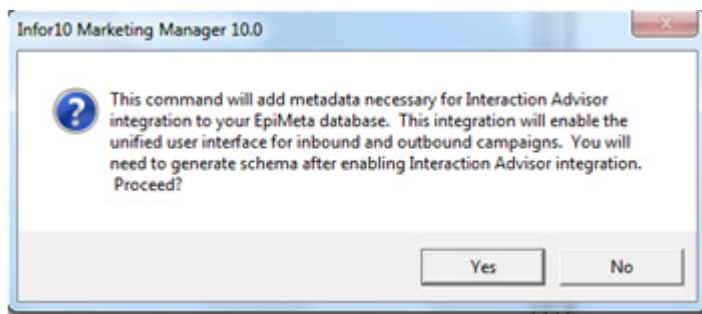 Infor10 Marketing Manager 10.0
This command will add metadata necessary for Interaction Advisor
integration to your EpiMeta database.  This integration will enable the
unified user interface for inbound and outbound campaigns.  You will
need to generate schema after enabling Interaction Advisor integration.
Proceed?
Yes
No